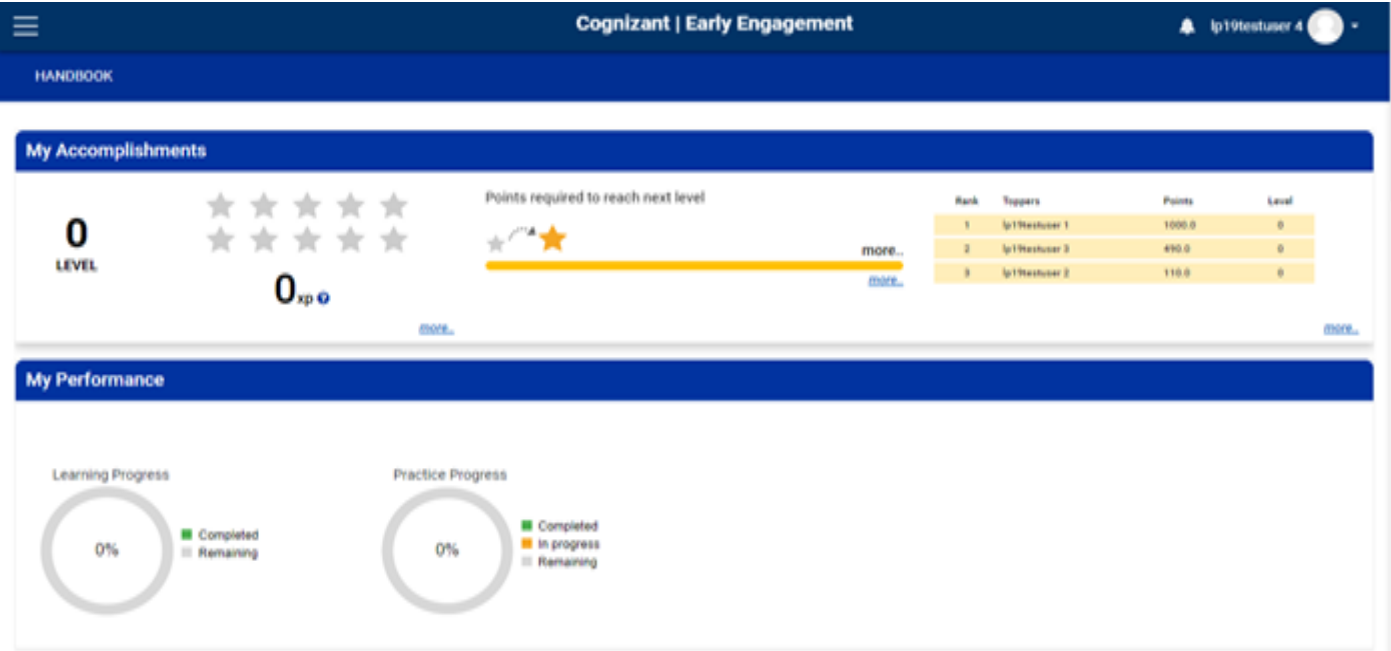 Cognizant | Early Engagement
lp19testuser 4
HANDBOOK
My Accomplishments
0
LEVEL
0xp ?
more..
Points required to reach next level
more..
more..
Rank Toppers Points Level
1 lp19testuser 1 1000.0 0
2 lp19testuser 3 490.0 0
3 lp19testuser 2 110.0 0
more..
My Performance
Learning Progress
0%
Completed
Remaining
Practice Progress
0%
Completed
In progress
Remaining